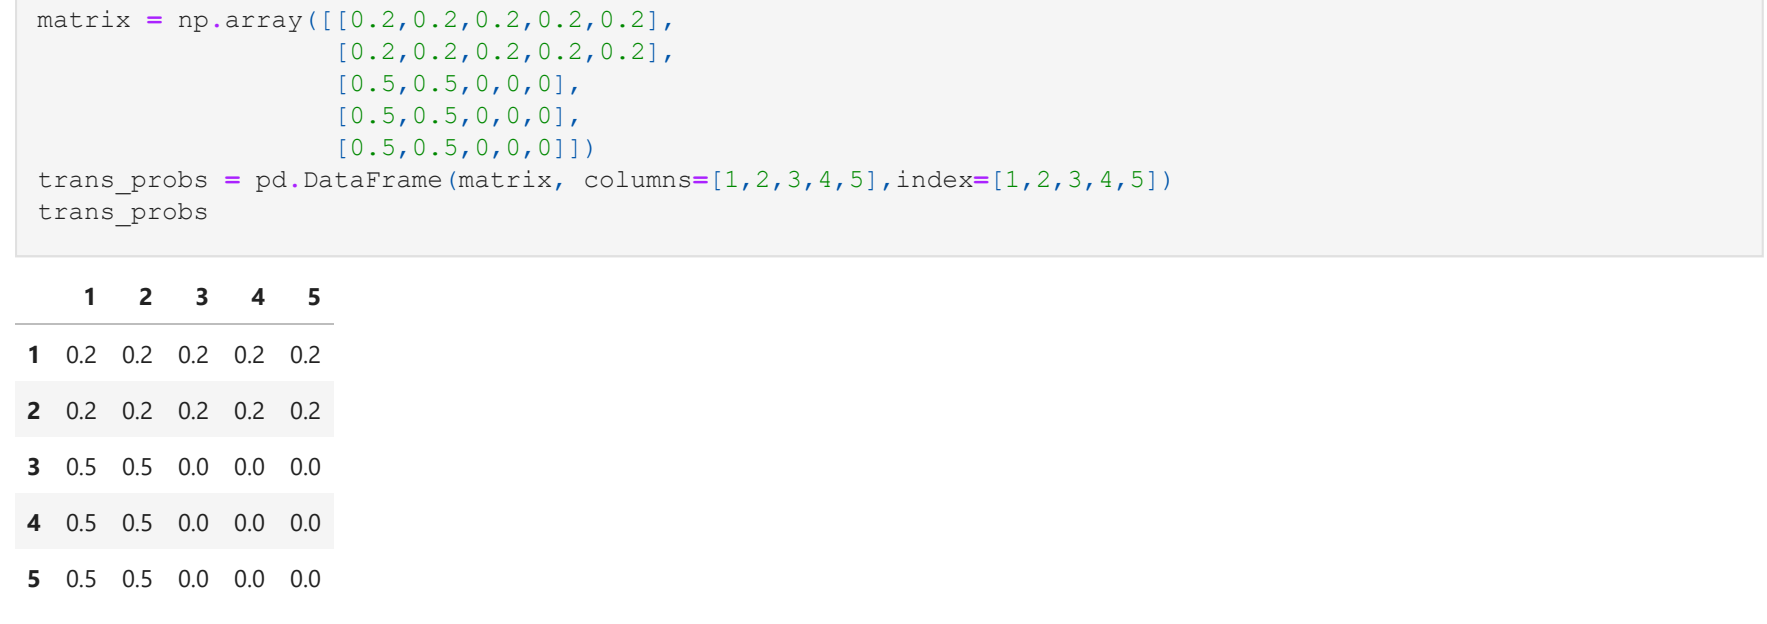 matrix = np.array([[0.2,0.2,0.2,0.2,0.2],
                   [0.2,0.2,0.2,0.2,0.2],
                   [0.5,0.5,0,0,0],
                   [0.5,0.5,0,0,0],
                   [0.5,0.5,0,0,0]])
trans_probs = pd.DataFrame(matrix, columns=[1,2,3,4,5],index=[1,2,3,4,5])
trans_probs
1 2 3 4 5
1 0.2 0.2 0.2 0.2 0.2
2 0.2 0.2 0.2 0.2 0.2
3 0.5 0.5 0.0 0.0 0.0
4 0.5 0.5 0.0 0.0 0.0
5 0.5 0.5 0.0 0.0 0.0